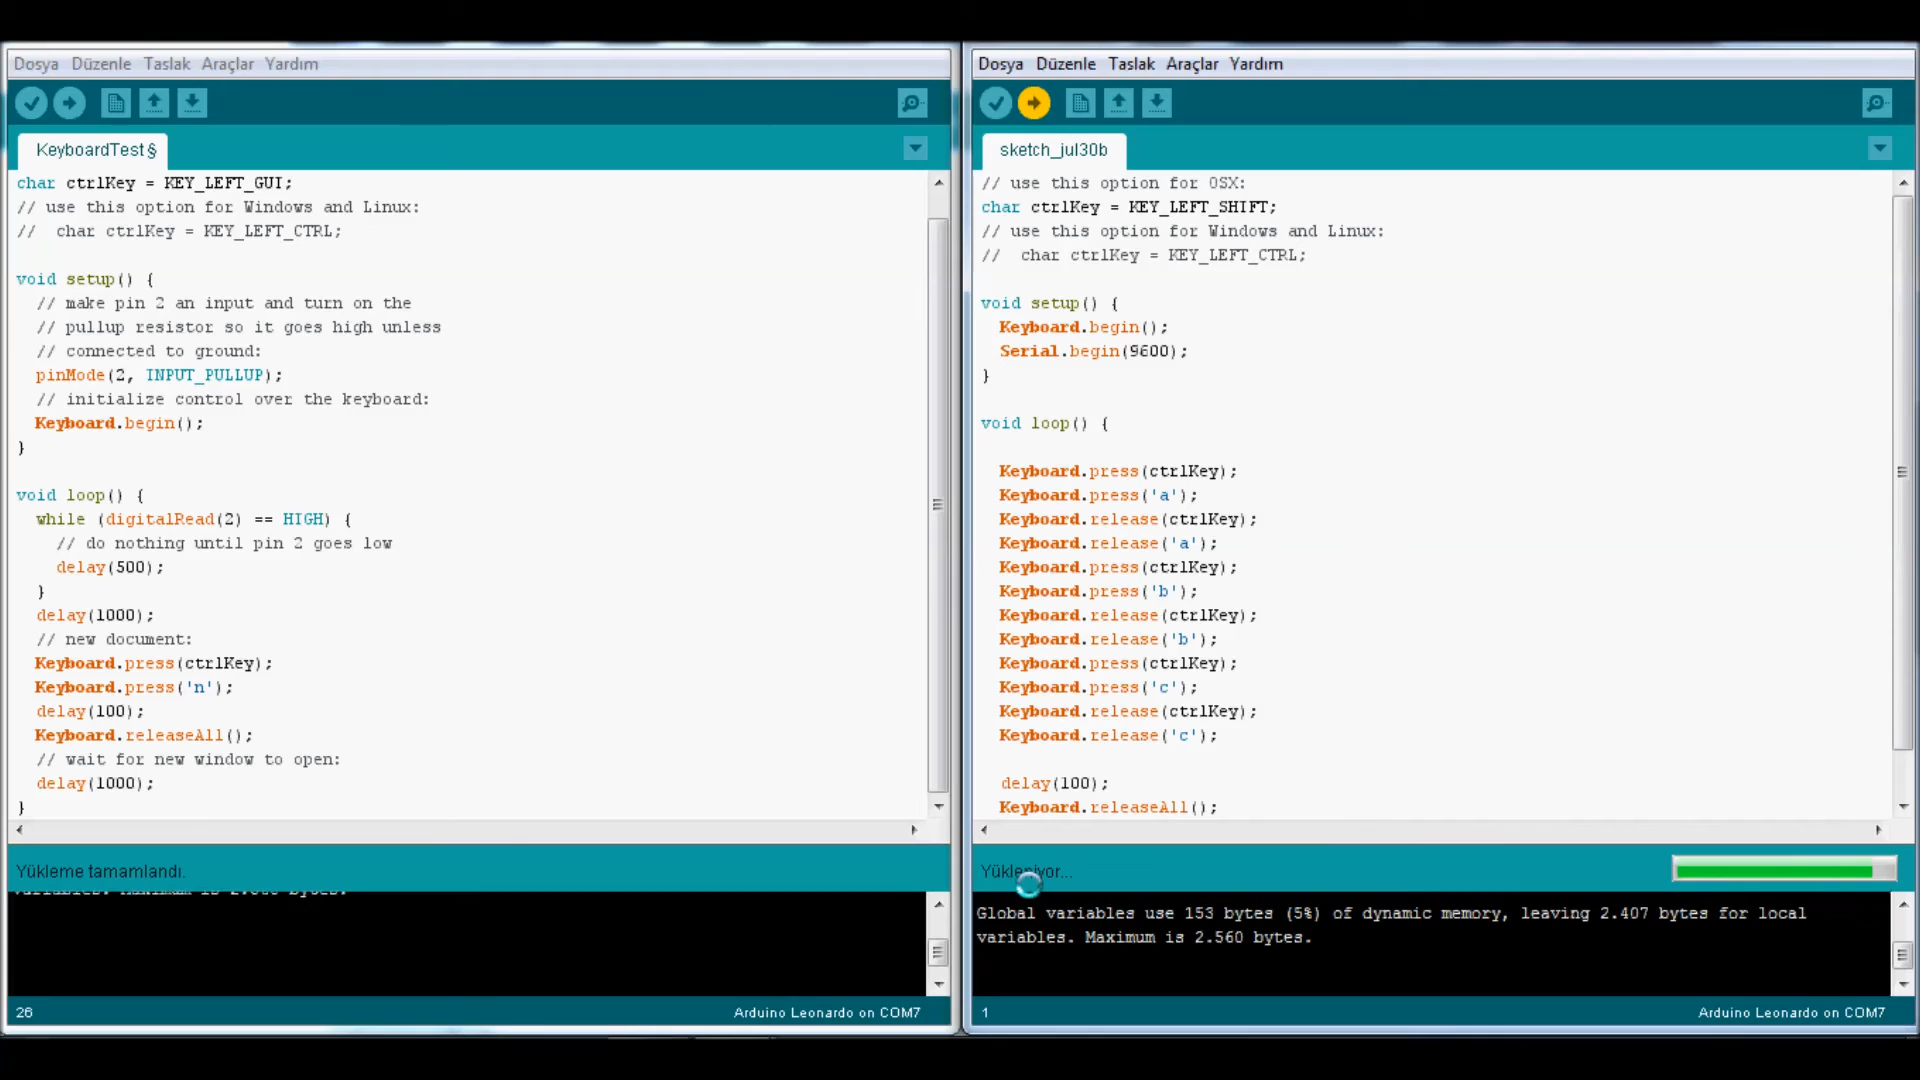 Dosya Düzenle Taslak Araçlar Yardım
KeyboardTest §
char ctrlKey = KEY_LEFT_GUI;
// use this option for Windows and Linux:
//  char ctrlKey = KEY_LEFT_CTRL;
void setup() {
// make pin 2 an input and turn on the
// pullup resistor so it goes high unless
// connected to ground:
pinMode(2, INPUT_PULLUP);
// initialize control over the keyboard:
Keyboard.begin();
}
void loop() {
while (digitalRead(2) == HIGH) {
// do nothing until pin 2 goes low
delay(500);
}
delay(1000);
// new document:
Keyboard.press(ctrlKey);
Keyboard.press('n');
delay(100);
Keyboard.releaseAll();
// wait for new window to open:
delay(1000);
}
Yükleme tamamlandı.
26
Arduino Leonardo on COM7
Dosya Düzenle Taslak Araçlar Yardım
sketch_jul30b
// use this option for OSX:
char ctrlKey = KEY_LEFT_SHIFT;
// use this option for Windows and Linux:
//  char ctrlKey = KEY_LEFT_CTRL;
void setup() {
Keyboard.begin();
Serial.begin(9600);
}
void loop() {
Keyboard.press(ctrlKey);
Keyboard.press('a');
Keyboard.release(ctrlKey);
Keyboard.release('a');
Keyboard.press(ctrlKey);
Keyboard.press('b');
Keyboard.release(ctrlKey);
Keyboard.release('b');
Keyboard.press(ctrlKey);
Keyboard.press('c');
Keyboard.release(ctrlKey);
Keyboard.release('c');
delay(100);
Keyboard.releaseAll();
Yükleniyor...
Global variables use 153 bytes (5%) of dynamic memory, leaving 2.407 bytes for local
variables. Maximum is 2.560 bytes.
1
Arduino Leonardo on COM7